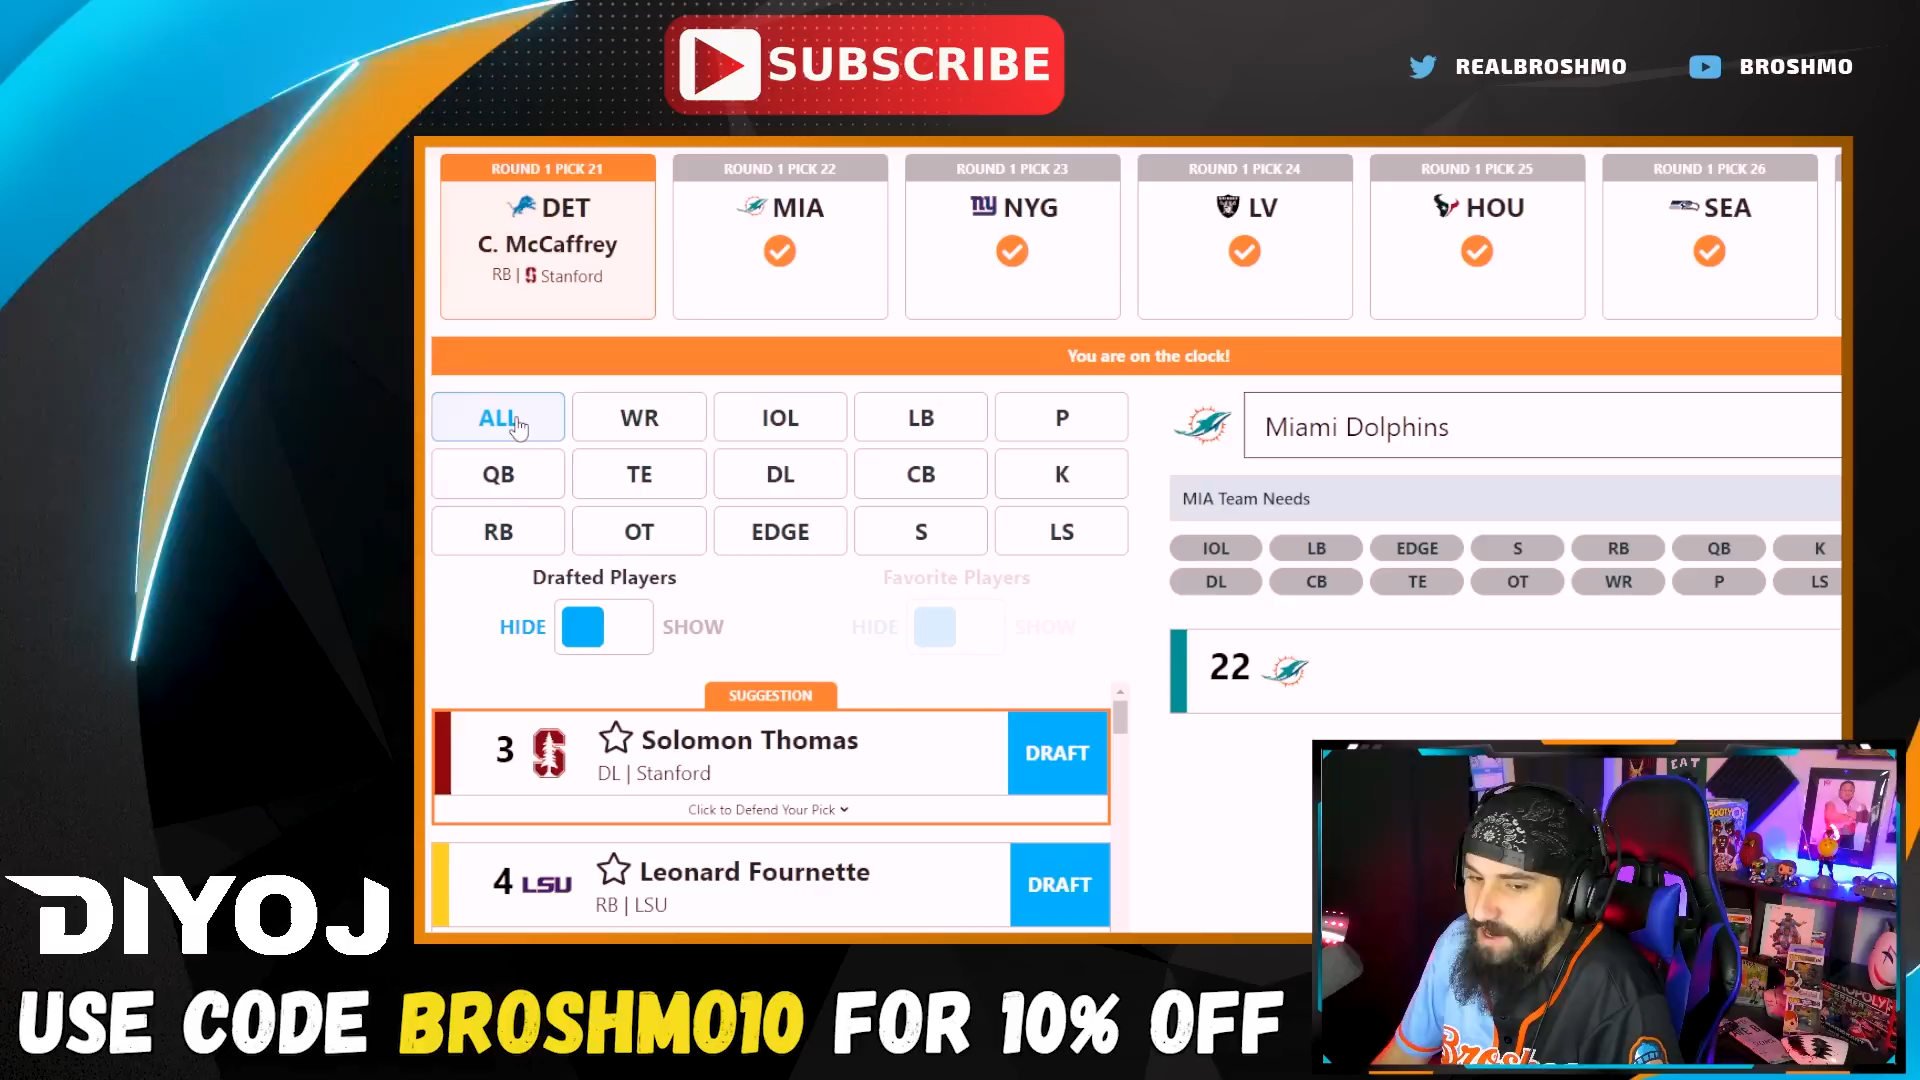 SUBSCRIBE
REALBROSHMO
BROSHMO
ROUND 1 PICK 21
DET
C. McCaffrey
RB | Stanford
ROUND 1 PICK 22
MIA
ROUND 1 PICK 23
NYG
ROUND 1 PICK 24
LV
ROUND 1 PICK 25
HOU
ROUND 1 PICK 26
SEA
You are on the clock!
ALL WR IOL LB P
QB TE DL CB K
RB OT EDGE S LS
Drafted Players
HIDE SHOW
Favorite Players
HIDE SHOW
SUGGESTION
3 Solomon Thomas
DL | Stanford
DRAFT
Click to Defend Your Pick
4 LSU Leonard Fournette
RB | LSU
DRAFT
Miami Dolphins
MIA Team Needs
IOL LB EDGE S RB QB K
DL CB TE OT WR P LS
22
EAT
DIYOJ
USE CODE BROSHMO10 FOR 10% OFF